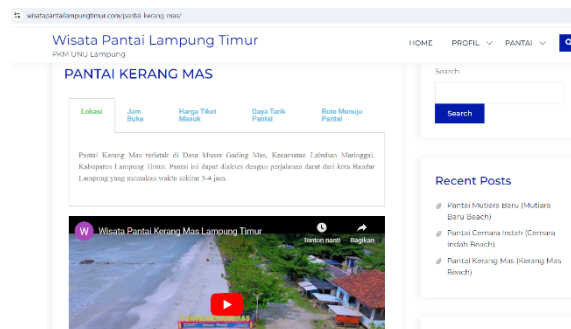 wisatapantailampungtimur.com/pantai-kerang-mas/
Wisata Pantai Lampung Timur
PKM UNU Lampung
HOME PROFIL PANTAI
PANTAI KERANG MAS
Lokasi
Jam Buka
Harga Tiket Masuk
Daya Tarik Pantai
Rute Menuju Pantai
Pantai Kerang Mas terletak di Desa Muara Gading Mas, Kecamatan Labuhan Maringgai,
Kabupaten Lampung Timur. Pantai ini dapat diakses dengan perjalanan darat dari kota Bandar
Lampung yang memakan waktu sekitar 3-4 jam.
W Wisata Pantai Kerang Mas Lampung Timur
Tonton nanti
Bagikan
Search
Search
Recent Posts
Pantai Mutiara Baru (Mutiara
Baru Beach)
Pantai Cemara Indah (Cemara
Indah Beach)
Pantai Kerang Mas (Kerang Mas
Beach)